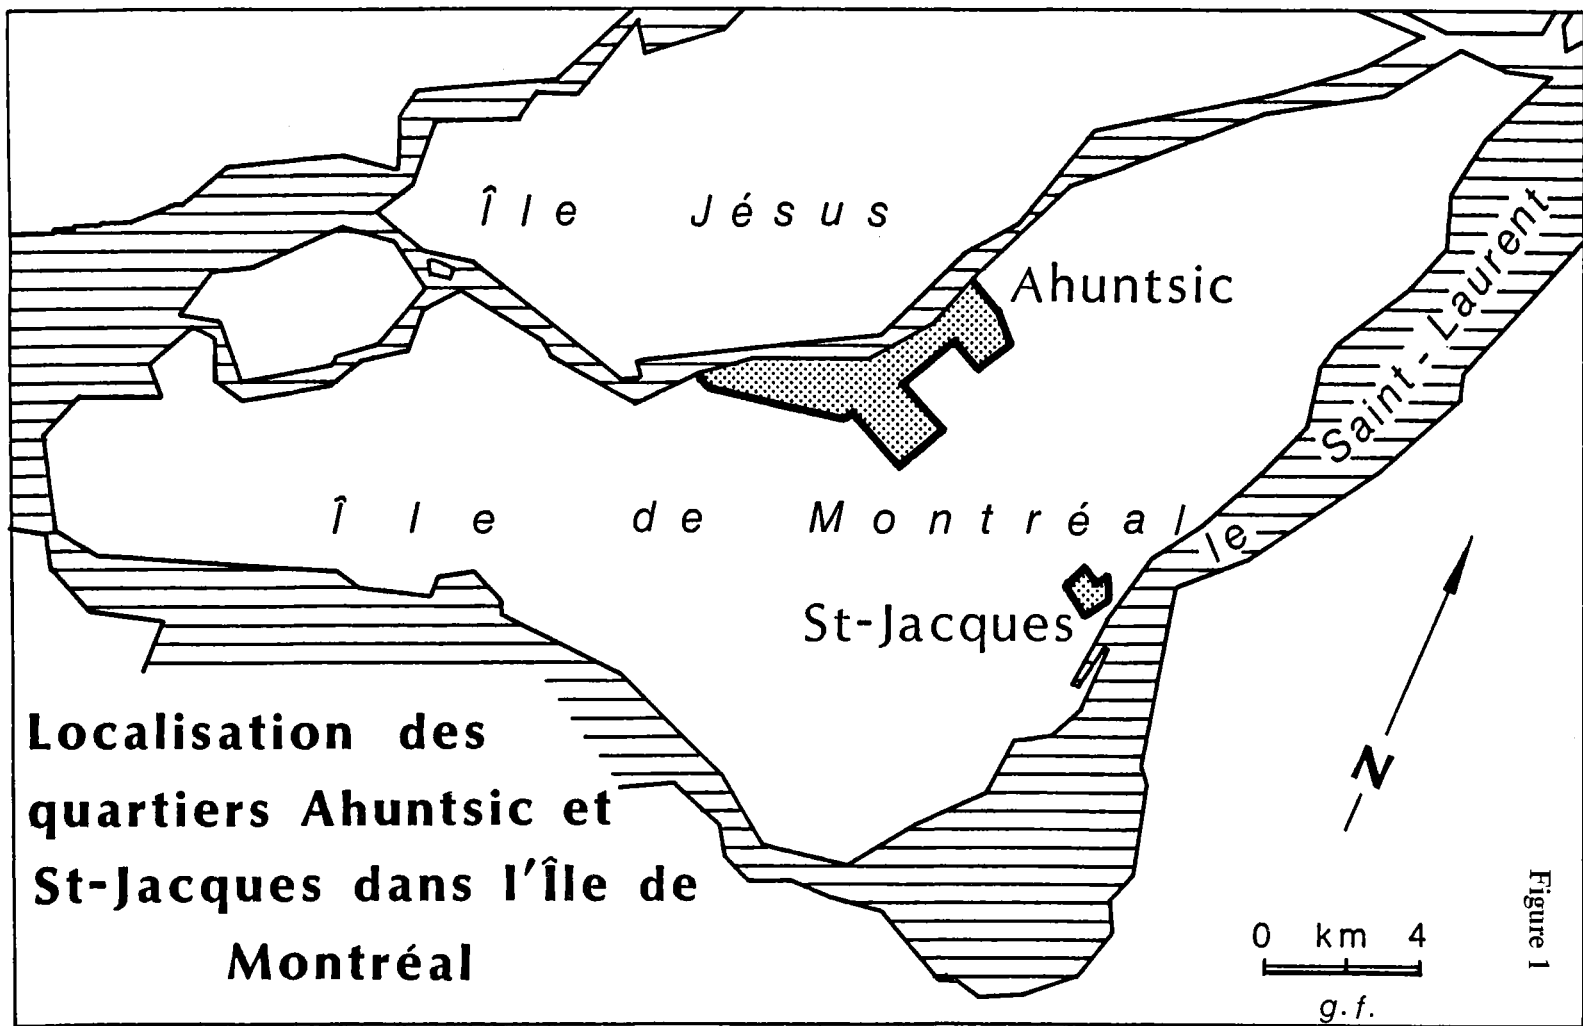 Île Jésus
Ahuntsic
Île de Montréal
le Saint-Laurent
St-Jacques
N
Localisation des
quartiers Ahuntsic et
St-Jacques dans l'Île de
Montréal
0 km 4
g.f.
Figure 1